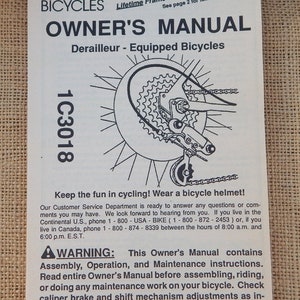 BICYCLES
Lifetime Frame
See page 2 for
OWNER'S MANUAL
Derailleur - Equipped Bicycles
1C3018
Keep the fun in cycling! Wear a bicycle helmet!
Our Customer Service Department is ready to answer any questions or com-
ments you may have. We look forward to hearing from you. If you live in the
Continental U.S., phone 1 - 800 - USA - BIKE ( 1 - 800 - 872 - 2453 ) or, if you live
in Canada, phone 1 - 800 - 874 - 8339 between the hours of 8:00 a.m. and
6:00 p.m. E.S.T.
⚠WARNING: This Owner's Manual contains
Assembly, Operation, and Maintenance instructions.
Read entire Owner's Manual before assembling, riding,
or doing any maintenance work on your bicycle. Check
caliper brake and shift mechanism adjustments as in-